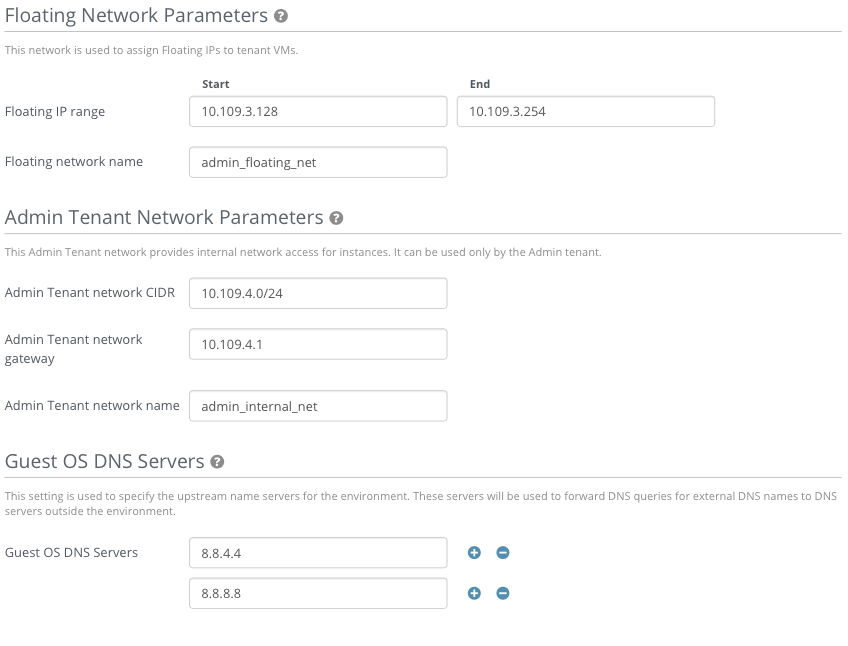 Floating Network Parameters ?
This network is used to assign Floating IPs to tenant VMs.
Start End
Floating IP range 10.109.3.128 10.109.3.254
Floating network name admin_floating_net
Admin Tenant Network Parameters ?
This Admin Tenant network provides internal network access for instances. It can be used only by the Admin tenant.
Admin Tenant network CIDR 10.109.4.0/24
Admin Tenant network
gateway 10.109.4.1
Admin Tenant network name admin_internal_net
Guest OS DNS Servers ?
This setting is used to specify the upstream name servers for the environment. These servers will be used to forward DNS queries for external DNS names to DNS
servers outside the environment.
Guest OS DNS Servers 8.8.4.4
8.8.8.8